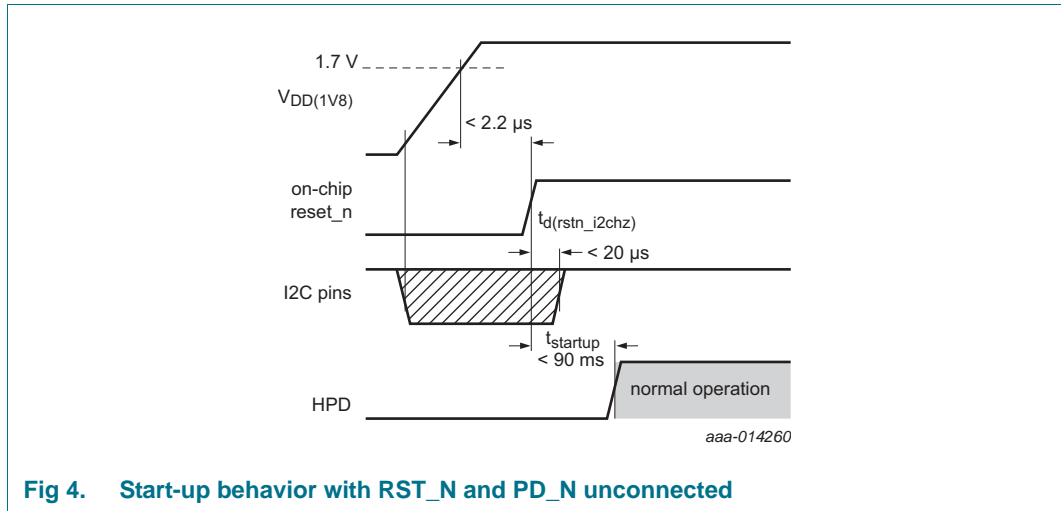 1.7 V
VDD(1V8)
< 2.2 μs
on-chip
reset_n
td(rstn_i2chz)
< 20 μs
I2C pins
tstartup
< 90 ms
normal operation
HPD
aaa-014260
Fig 4. Start-up behavior with RST_N and PD_N unconnected